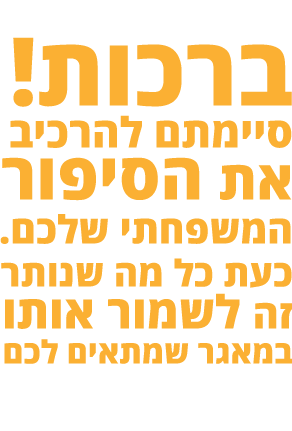 ברכות!
סיימתם להרכיב
את הסיפור
המשפחתי שלכם.
כעת כל מה שנותר
זה לשמור אותו
במאגר שמתאים לכם